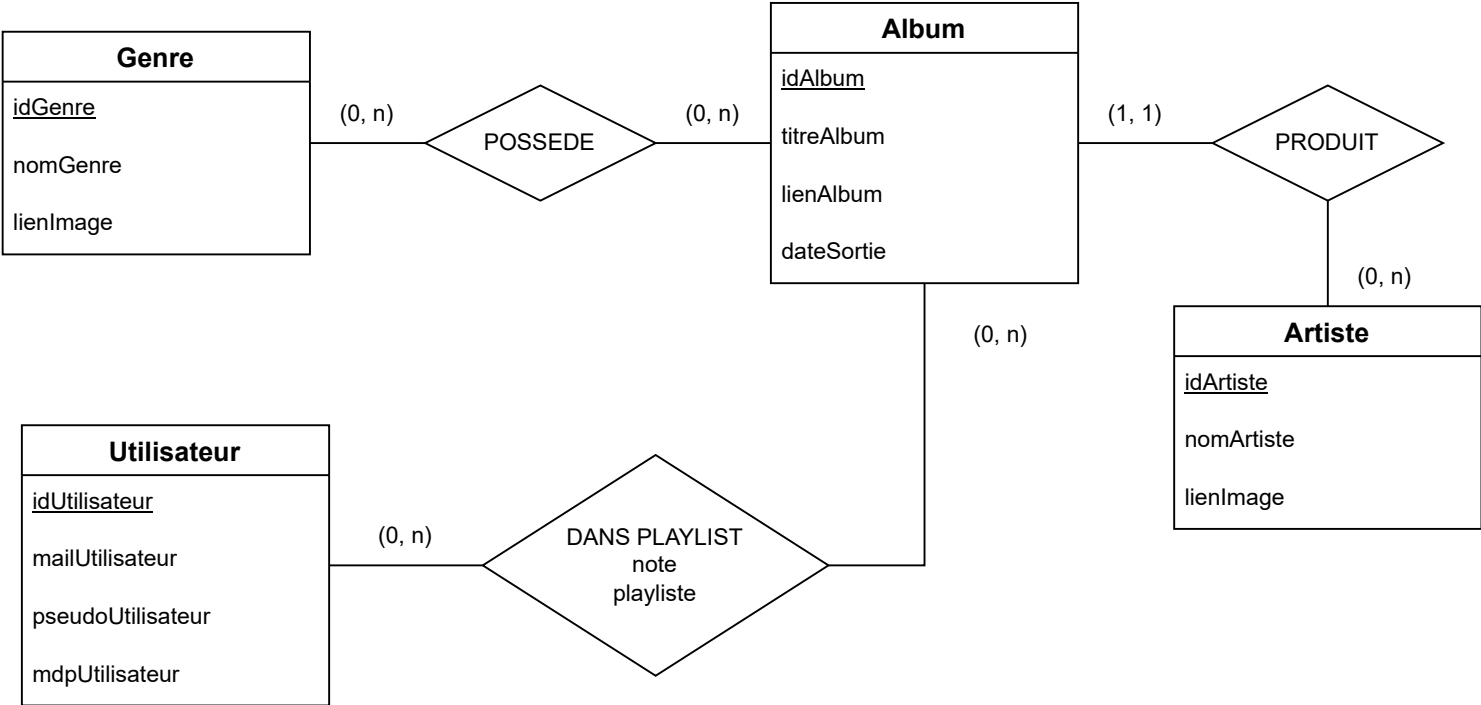 Genre
idGenre
nomGenre
lienImage
(0, n)
POSSEDE
(0, n)
Album
idAlbum
titreAlbum
lienAlbum
dateSortie
(1, 1)
PRODUIT
(0, n)
Artiste
idArtiste
nomArtiste
lienImage
(0, n)
Utilisateur
idUtilisateur
mailUtilisateur
pseudoUtilisateur
mdpUtilisateur
(0, n)
DANS PLAYLIST
note
playliste